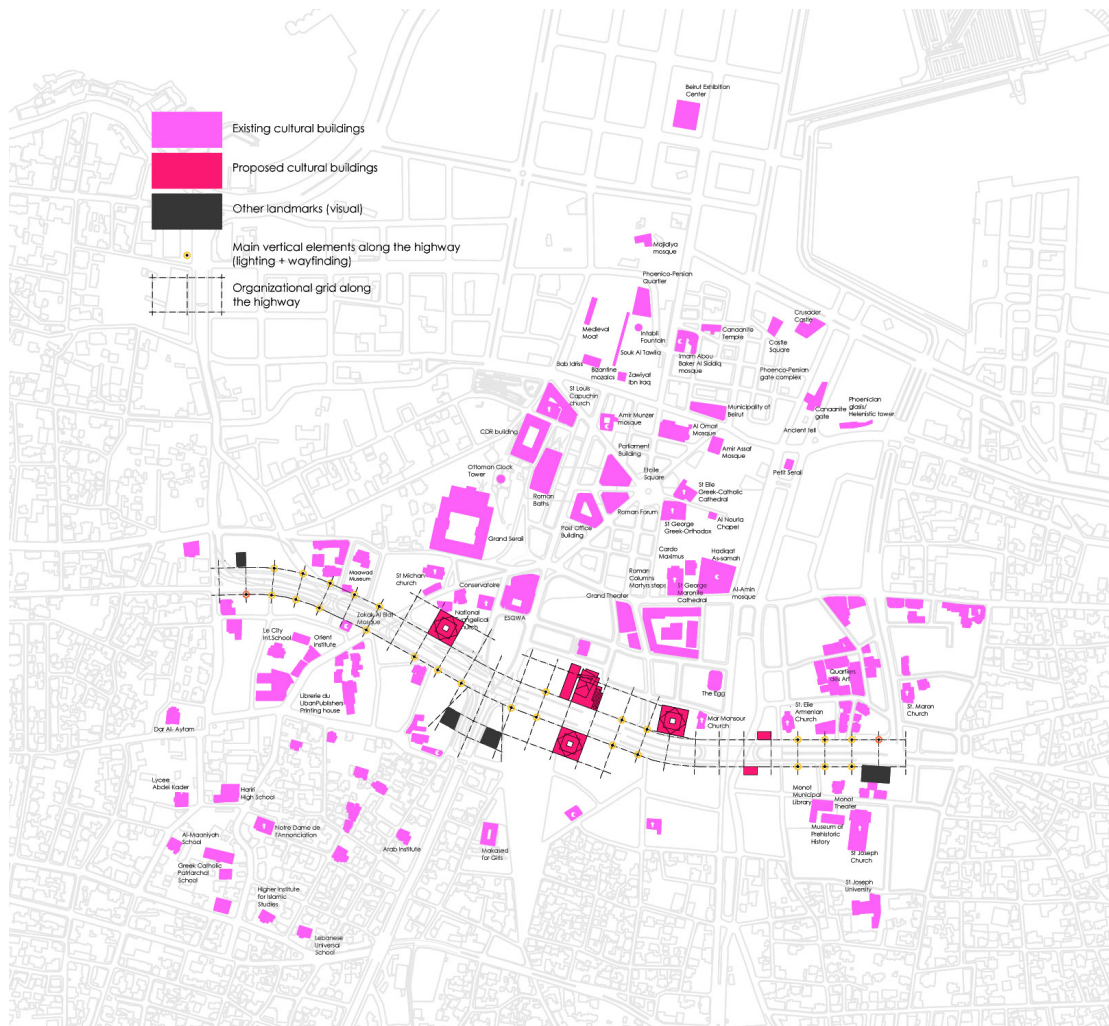 Beirut Exhibition
Center
Existing cultural buildings
Proposed cultural buildings
Other landmarks (visual)
Main vertical elements along the highway
(lighting + wayfinding)
Organizational grid along
the highway
Majidiya
mosque
Phoenico-Persian
Quartier
Medieval
Moat
Intabli
Fountain
Souk Al Tawila
Canaanite
Temple
Castle
Square
Crusader
Castle
Bab Idriss
Bizantine
mozaics
Zawiyat
Ibn Iraq
Imam Abou
Baker Al Siddiq
mosque
Phoenco-Persian
gate complex
St Louis
Capuchin
church
Amir Munzer
mosque
Municipality of
Beirut
Canaanite
gate
Phoenician
glasis/
Helenistic tower
CDR building
Al Omari
Mosque
Amir Assaf
Mosque
Ancient tell
Parliament
Building
Ottoman Clock
Tower
Etoile
Square
Petit Serail
Roman
Baths
St Elie
Greek-Catholic
Cathedral
Roman Forum
Post Office
Building
St George
Greek-Orthodox
Al Nouria
Chapel
Grand Serail
Cardo
Maximus
Hadiqat
As-samah
Maawad
Museum
St Michan
church
Conservatoire
Roman
Columns
Martyrs steps
St George
Maronite
Cathedral
Al-Amin
mosque
Grand Theater
Zokak Al Blat
Mosque
National
Evangelical
Church
ESCWA
Le City
Int.School
Orient
Institute
The Egg
Quartiers
des Art
Librerie du
LibanPublishers
Printing house
St. Elie
Armenian
Church
St. Maron
Church
Mar Mansour
Church
Dar Al- Aytam
Lycee
Abdel Kader
Hariri
High School
Monot
Municipal
Library
Monot
Theater
Notre Dame de
l'Annonciation
Museum of
Prehistoric
History
Al-Maaniyah
School
Arab Institute
Makased
for Girls
St Joseph
Church
Greek Catholic
Patriarchal
School
Higher Institute
for Islamic
Studies
St Joseph
University
Lebanese
Universal
School